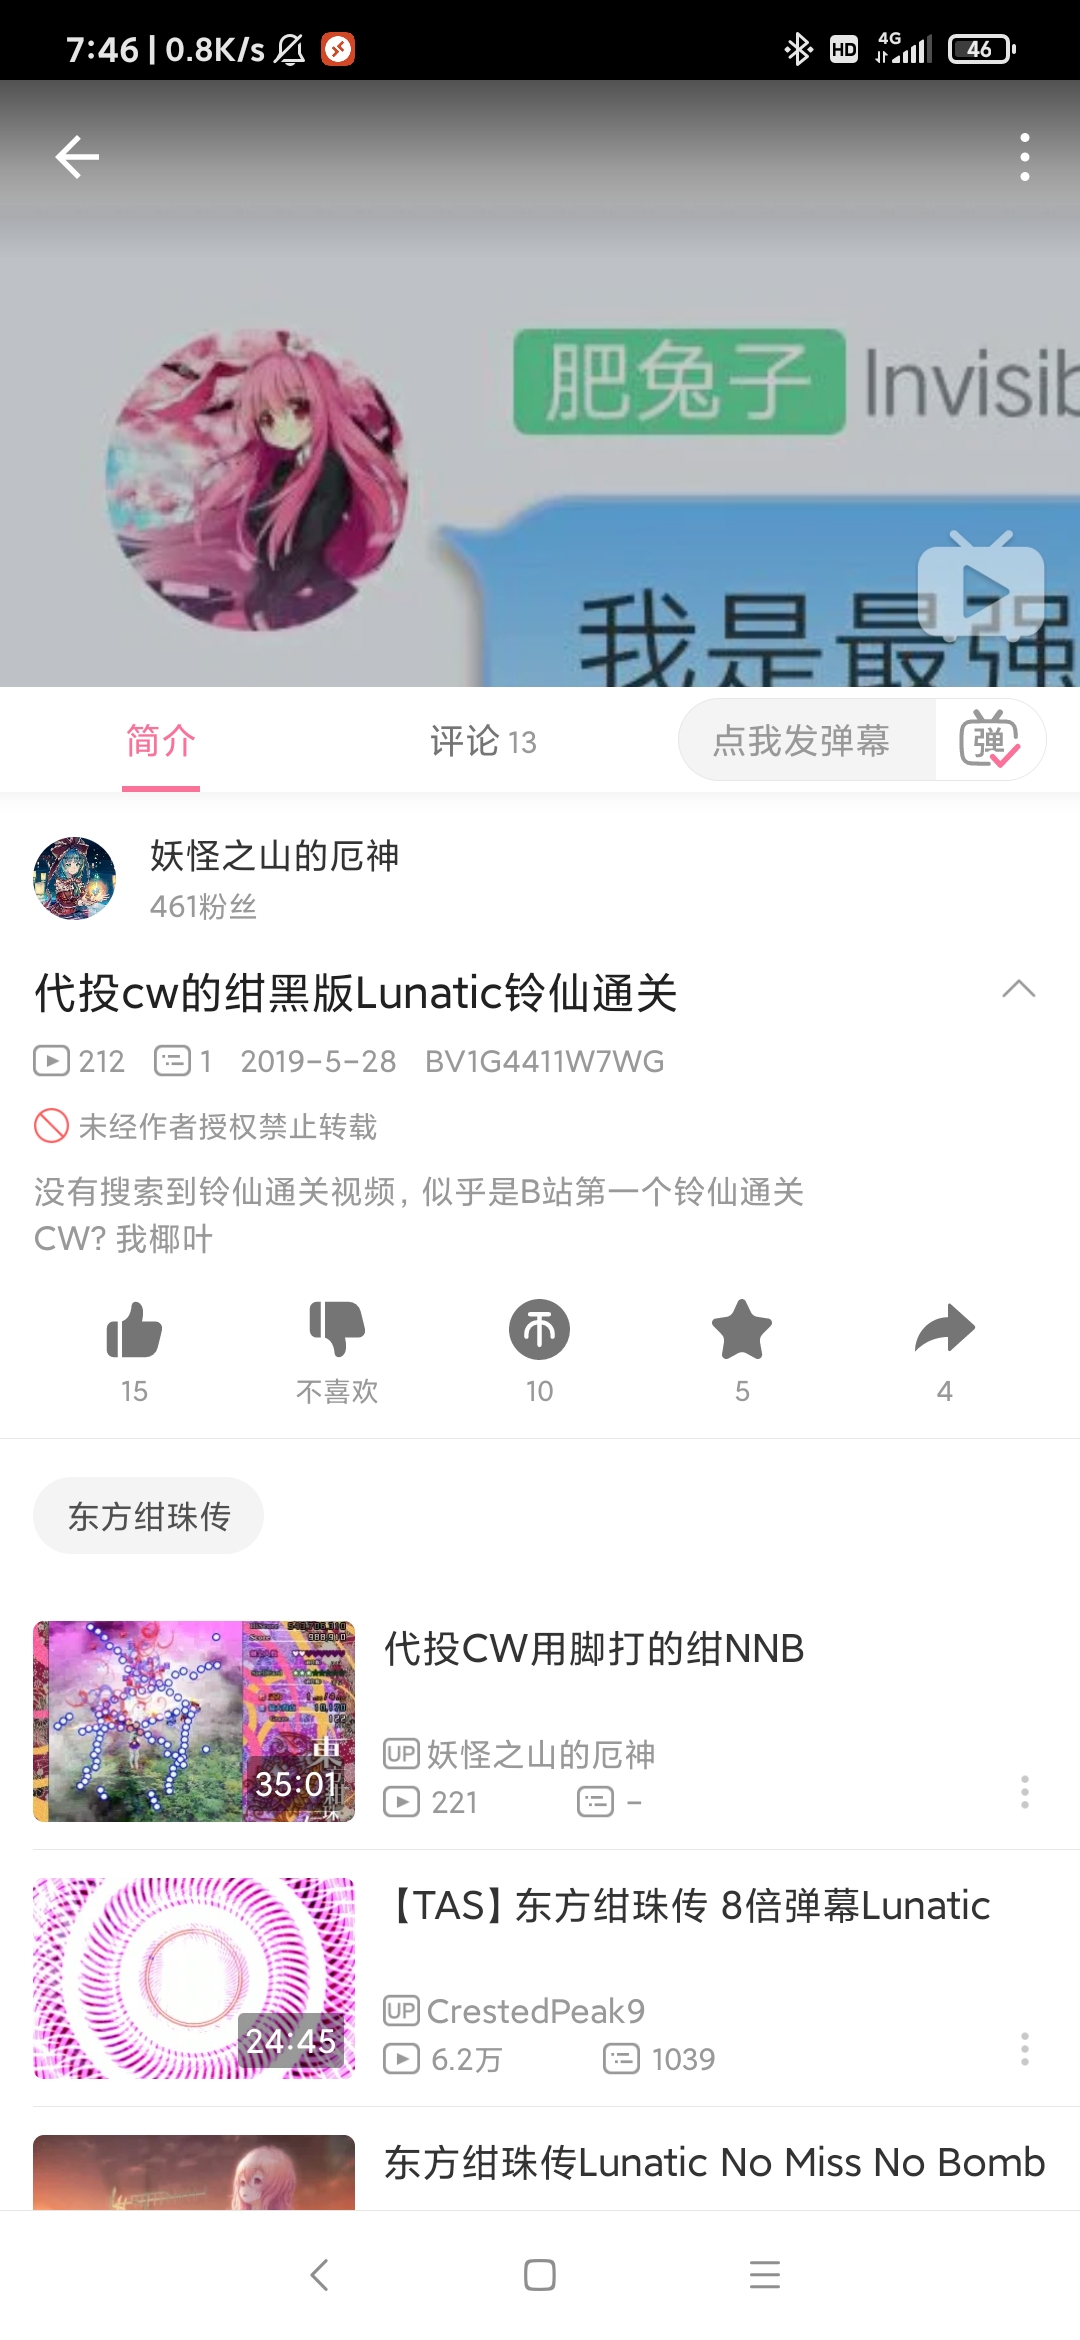 7:46 | 0.8K/s
HD 4G 46
肥兔子 Invisib
我是最强
简介 评论 13 点我发弹幕 弹
妖怪之山的厄神
461粉丝
代投cw的绀黑版Lunatic铃仙通关
212 1 2019-5-28 BV1G4411W7WG
未经作者授权禁止转载
没有搜索到铃仙通关视频，似乎是B站第一个铃仙通关
CW? 我椰叶
15 不喜欢 10 5 4
东方绀珠传
代投CW用脚打的绀NNB
35:01
UP 妖怪之山的厄神
221 -
【TAS】东方绀珠传 8倍弹幕Lunatic
24:45
UP CrestedPeak9
6.2万 1039
东方绀珠传Lunatic No Miss No Bomb